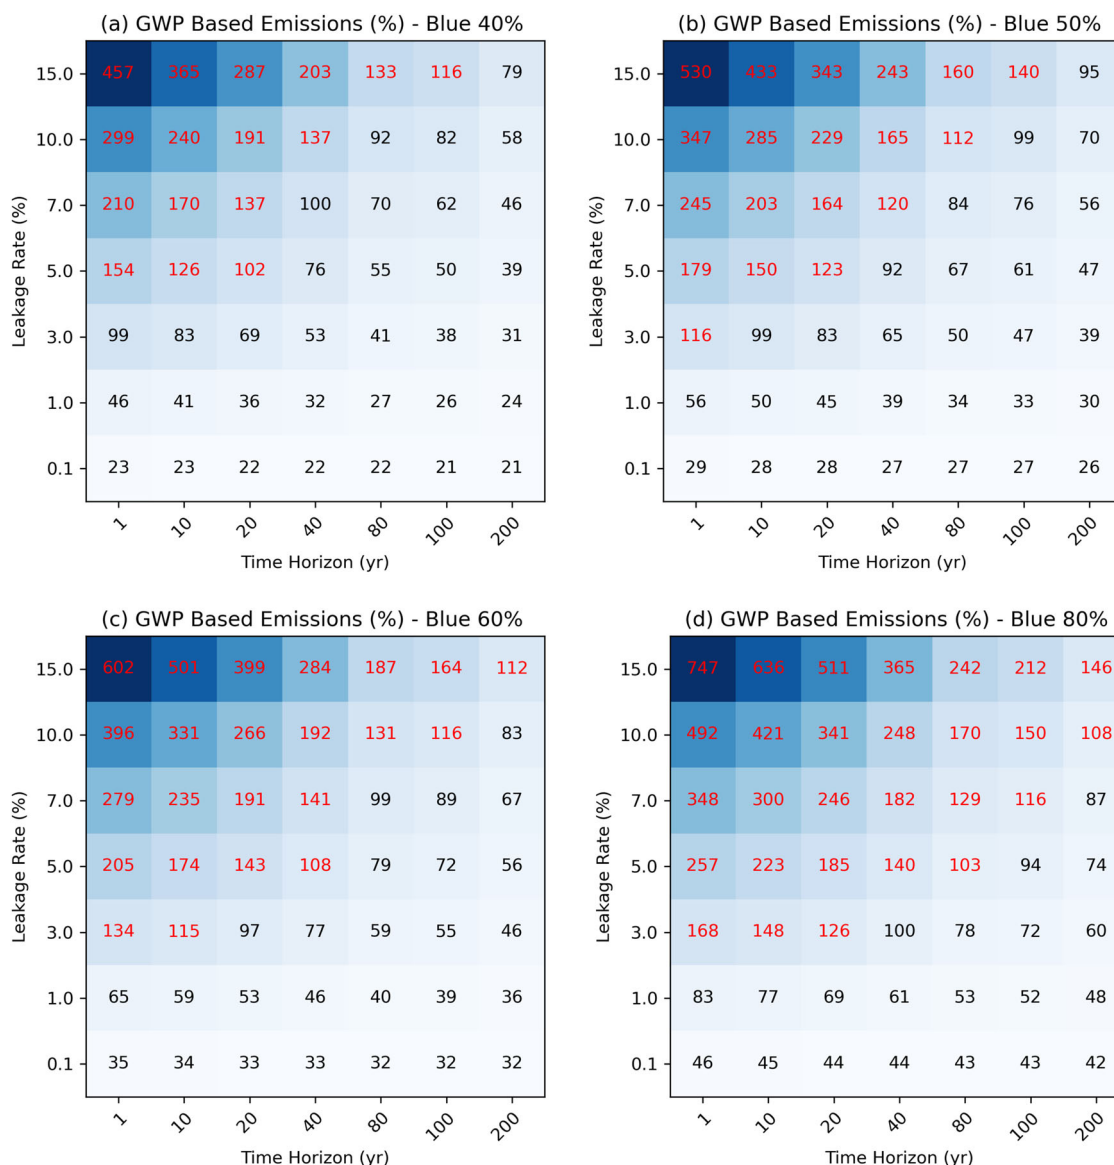 (a) GWP Based Emissions (%) - Blue 40%
15.0 457 365 287 203 133 116 79
10.0 299 240 191 137 92 82 58
7.0 210 170 137 100 70 62 46
5.0 154 126 102 76 55 50 39
3.0 99 83 69 53 41 38 31
1.0 46 41 36 32 27 26 24
0.1 23 23 22 22 22 21 21
Leakage Rate (%)
1 10 20 40 80 100 200
Time Horizon (yr)
(b) GWP Based Emissions (%) - Blue 50%
15.0 530 433 343 243 160 140 95
10.0 347 285 229 165 112 99 70
7.0 245 203 164 120 84 76 56
5.0 179 150 123 92 67 61 47
3.0 116 99 83 65 50 47 39
1.0 56 50 45 39 34 33 30
0.1 29 28 28 27 27 27 26
Leakage Rate (%)
1 10 20 40 80 100 200
Time Horizon (yr)
(c) GWP Based Emissions (%) - Blue 60%
15.0 602 501 399 284 187 164 112
10.0 396 331 266 192 131 116 83
7.0 279 235 191 141 99 89 67
5.0 205 174 143 108 79 72 56
3.0 134 115 97 77 59 55 46
1.0 65 59 53 46 40 39 36
0.1 35 34 33 33 32 32 32
Leakage Rate (%)
1 10 20 40 80 100 200
Time Horizon (yr)
(d) GWP Based Emissions (%) - Blue 80%
15.0 747 636 511 365 242 212 146
10.0 492 421 341 248 170 150 108
7.0 348 300 246 182 129 116 87
5.0 257 223 185 140 103 94 74
3.0 168 148 126 100 78 72 60
1.0 83 77 69 61 53 52 48
0.1 46 45 44 44 43 43 42
Leakage Rate (%)
1 10 20 40 80 100 200
Time Horizon (yr)